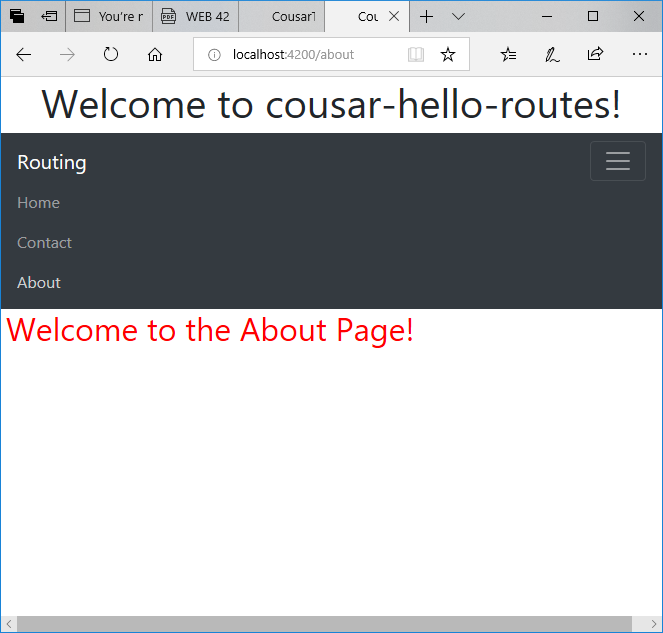 You're r
WEB 42
CousarT
Cou
localhost:4200/about
Welcome to cousar-hello-routes!
Routing
Home
Contact
About
Welcome to the About Page!